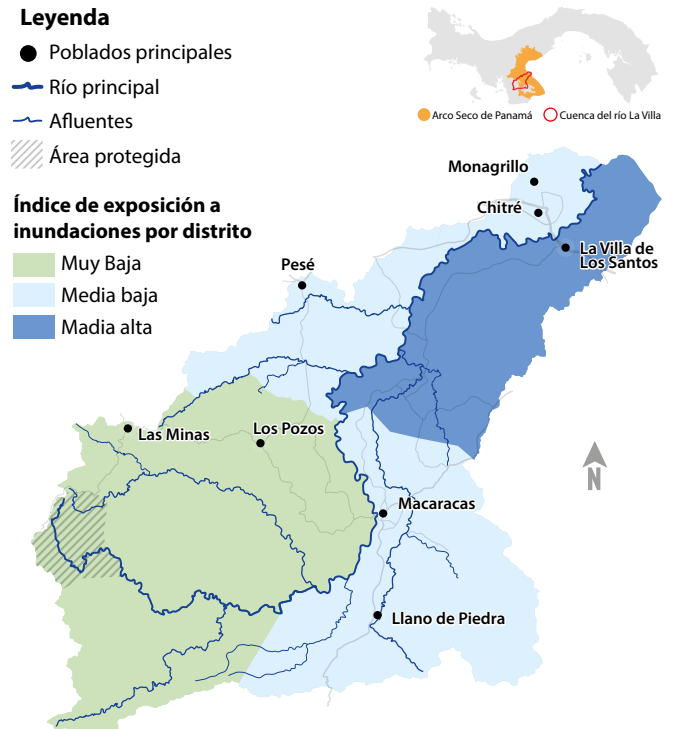 Leyenda
Poblados principales
Río principal
Afluentes
Área protegida
Índice de exposición a
inundaciones por distrito
Muy Baja
Media baja
Madia alta
Arco Seco de Panamá
Cuenca del río La Villa
Monagrillo
Chitré
La Villa de
Los Santos
Pesé
Las Minas
Los Pozos
Macaracas
Llano de Piedra
N